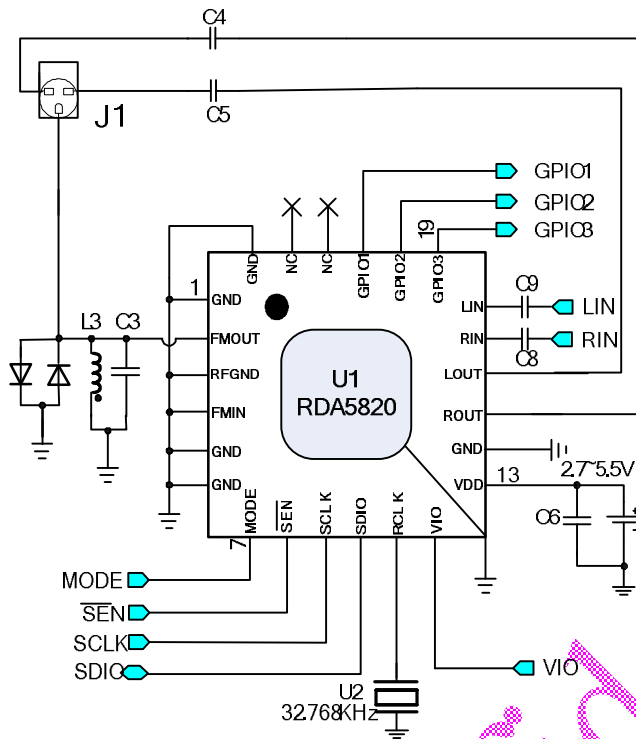 C4
C5
J1
GPIO1
GPIO2
GPIO3
19
GND
NC
NC
GPIO1
GPIO2
GPIO3
1
GND
LIN
C9
LIN
L3
C3
FMOUT
RIN
C8
RIN
RFGND
U1
RDA5820
LOUT
FMIN
ROUT
GND
GND
2.7~5.5V
GND
VDD
13
C6
MODE
SEN
SCLK
SDIO
RCLK
VIO
7
MODE
SEN
SCLK
SDIO
VIO
U2
32.768KHz